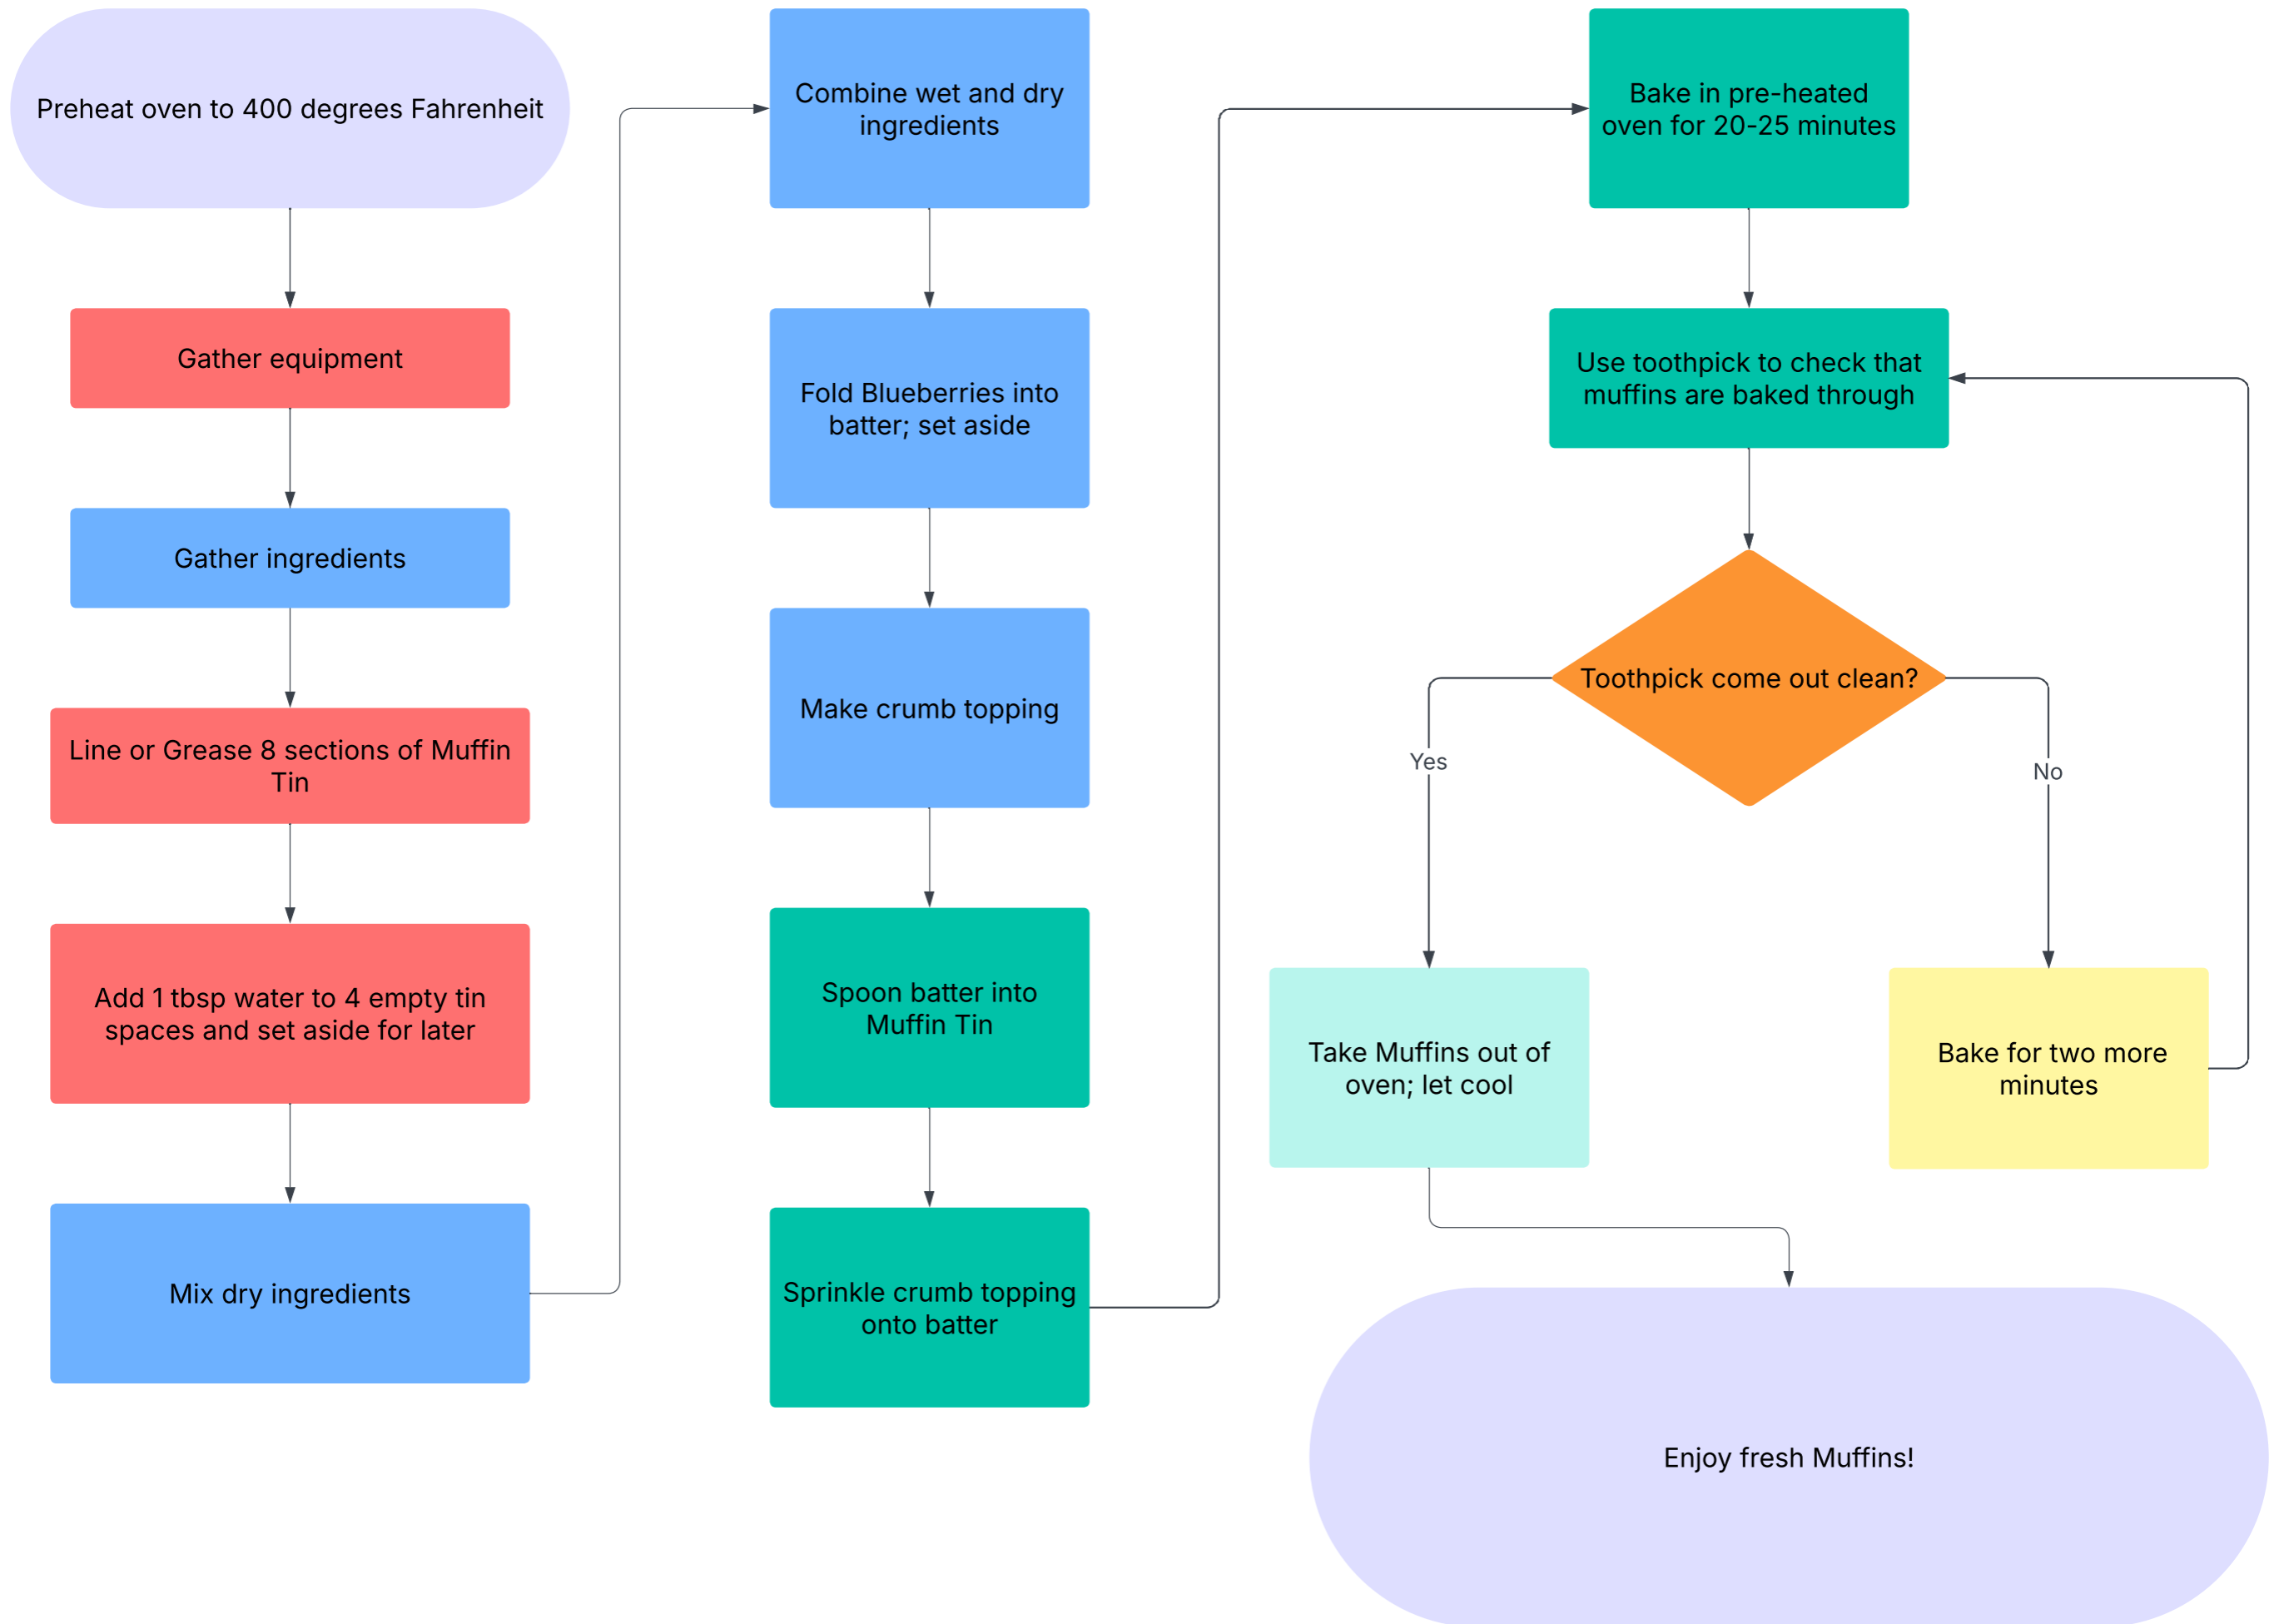 Preheat oven to 400 degrees Fahrenheit
Gather equipment
Gather ingredients
Line or Grease 8 sections of Muffin
Tin
Add 1 tbsp water to 4 empty tin
spaces and set aside for later
Mix dry ingredients
Combine wet and dry
ingredients
Fold Blueberries into
batter; set aside
Make crumb topping
Spoon batter into
Muffin Tin
Sprinkle crumb topping
onto batter
Bake in pre-heated
oven for 20-25 minutes
Use toothpick to check that
muffins are baked through
Toothpick come out clean?
Yes
No
Take Muffins out of
oven; let cool
Bake for two more
minutes
Enjoy fresh Muffins!